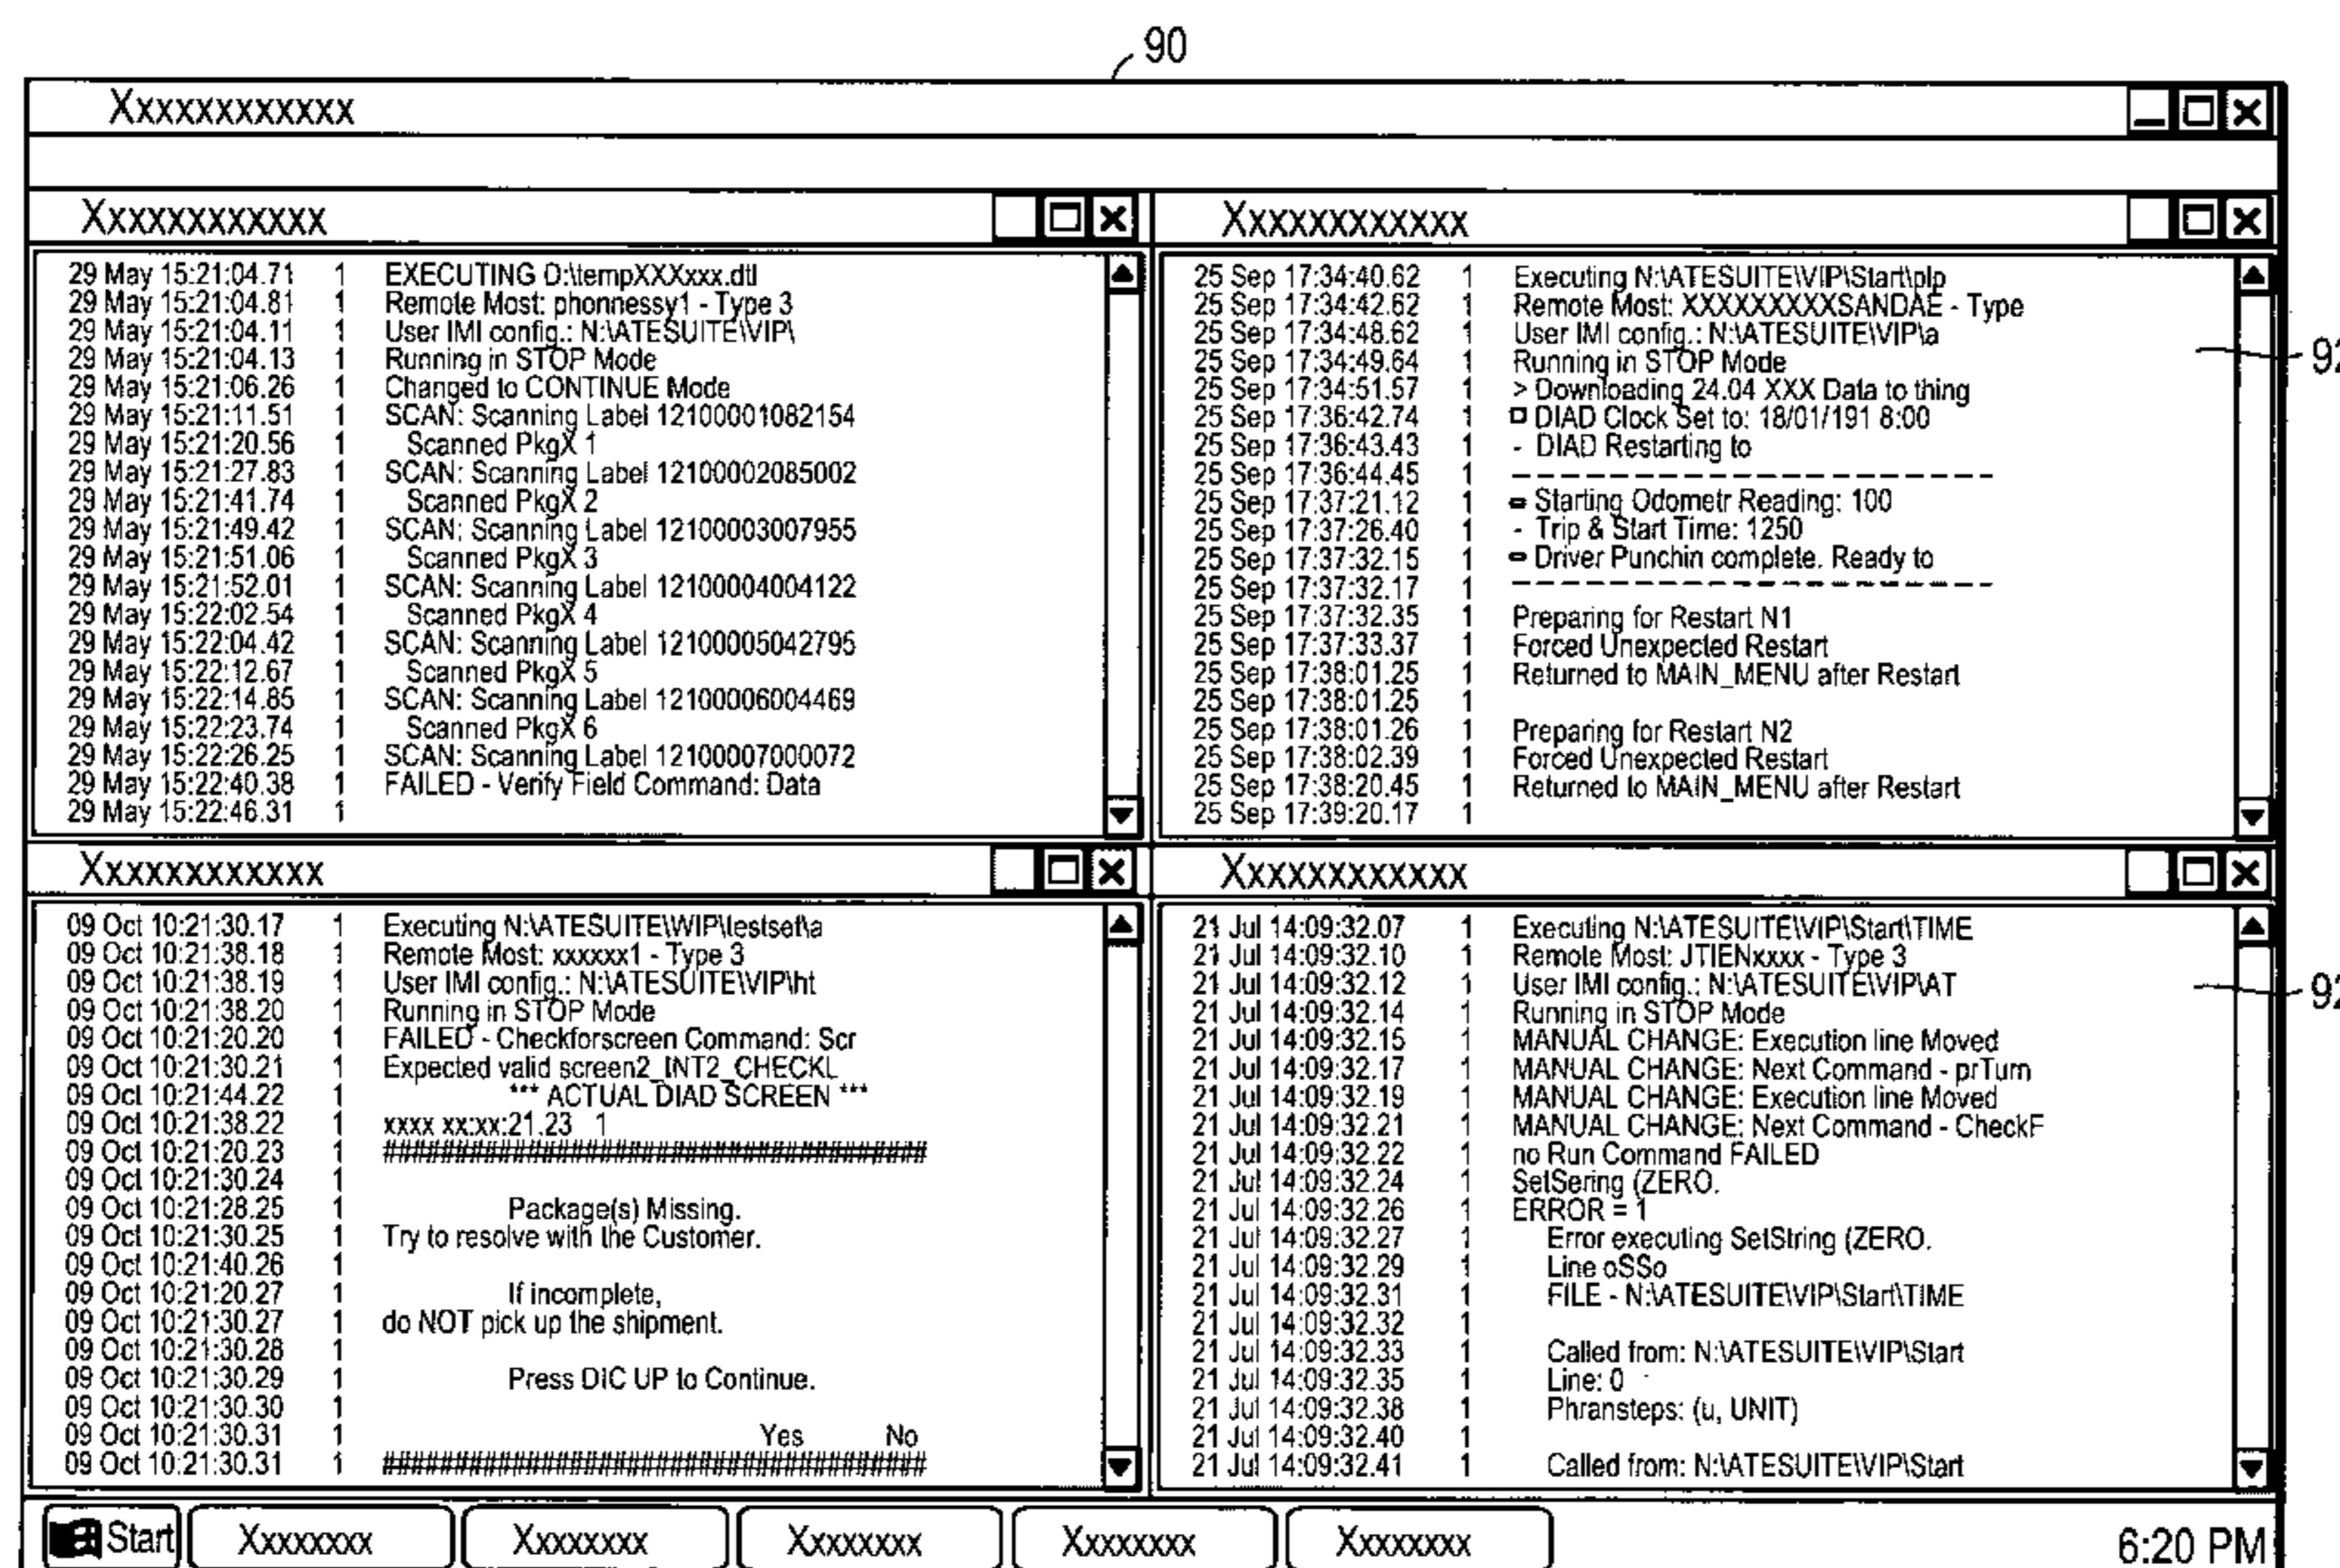 90
Xxxxxxxxxxxx
Xxxxxxxxxxxx
29 May 15:21:04.71 1 EXECUTING D:\tempXXXxxx.dtl
29 May 15:21:04.81 1 Remote Most: phonnessy1 - Type 3
29 May 15:21:04.11 1 User IMI config.: N:\ATESUITE\VIP\
29 May 15:21:04.13 1 Running in STOP Mode
29 May 15:21:06.26 1 Changed to CONTINUE Mode
29 May 15:21:11.51 1 SCAN: Scanning Label 12100001082154
29 May 15:21:20.56 1 Scanned PkgX 1
29 May 15:21:27.83 1 SCAN: Scanning Label 12100002085002
29 May 15:21:41.74 1 Scanned PkgX 2
29 May 15:21:49.42 1 SCAN: Scanning Label 12100003007955
29 May 15:21:51.06 1 Scanned PkgX 3
29 May 15:21:52.01 1 SCAN: Scanning Label 12100004004122
29 May 15:22:02.54 1 Scanned PkgX 4
29 May 15:22:04.42 1 SCAN: Scanning Label 12100005042795
29 May 15:22:12.67 1 Scanned PkgX 5
29 May 15:22:14.85 1 SCAN: Scanning Label 12100006004469
29 May 15:22:23.74 1 Scanned PkgX 6
29 May 15:22:26.25 1 SCAN: Scanning Label 12100007000072
29 May 15:22:40.38 1 FAILED - Verify Field Command: Data
29 May 15:22:46.31 1
Xxxxxxxxxxxx
25 Sep 17:34:40.62 1 Executing N:\ATESUITE\VIP\Start\plp
25 Sep 17:34:42.62 1 Remote Most: XXXXXXXXXSANDAE - Type
25 Sep 17:34:48.62 1 User IMI config.: N:\ATESUITE\VIP\a
25 Sep 17:34:49.64 1 Running in STOP Mode
25 Sep 17:34:51.57 1 > Downloading 24.04 XXX Data to thing
25 Sep 17:36:42.74 1 DIAD Clock Set to: 18/01/191 8:00
25 Sep 17:36:43.43 1 - DIAD Restarting to
25 Sep 17:36:44.45 1 --------------------
25 Sep 17:37:21.12 1 Starting Odometr Reading: 100
25 Sep 17:37:26.40 1 - Trip & Start Time: 1250
25 Sep 17:37:32.15 1 Driver Punchin complete. Ready to
25 Sep 17:37:32.17 1 --------------------
25 Sep 17:37:32.35 1 Preparing for Restart N1
25 Sep 17:37:33.37 1 Forced Unexpected Restart
25 Sep 17:38:01.25 1 Returned to MAIN_MENU after Restart
25 Sep 17:38:01.25 1
25 Sep 17:38:01.26 1 Preparing for Restart N2
25 Sep 17:38:02.39 1 Forced Unexpected Restart
25 Sep 17:38:20.45 1 Returned to MAIN_MENU after Restart
25 Sep 17:39:20.17 1
92
Xxxxxxxxxxxx
09 Oct 10:21:30.17 1 Executing N:\ATESUITE\WIP\testset\a
09 Oct 10:21:38.18 1 Remote Most: xxxxxx1 - Type 3
09 Oct 10:21:38.19 1 User IMI config.: N:\ATESUITE\VIP\ht
09 Oct 10:21:38.20 1 Running in STOP Mode
09 Oct 10:21:20.20 1 FAILED - Checkforscreen Command: Scr
09 Oct 10:21:30.21 1 Expected valid screen2_INT2_CHECKL
09 Oct 10:21:44.22 1 *** ACTUAL DIAD SCREEN ***
09 Oct 10:21:38.22 1 xxxx xx:xx:21.23 1
09 Oct 10:21:20.23 1 ######################################
09 Oct 10:21:30.24 1
09 Oct 10:21:28.25 1 Package(s) Missing.
09 Oct 10:21:30.25 1 Try to resolve with the Customer.
09 Oct 10:21:40.26 1
09 Oct 10:21:20.27 1 If incomplete,
09 Oct 10:21:30.27 1 do NOT pick up the shipment.
09 Oct 10:21:30.28 1
09 Oct 10:21:30.29 1 Press DIC UP to Continue.
09 Oct 10:21:30.30 1
09 Oct 10:21:30.31 1 Yes No
09 Oct 10:21:30.31 1 ######################################
Xxxxxxxxxxxx
21 Jul 14:09:32.07 1 Executing N:\ATESUITE\VIP\Start\TIME
21 Jul 14:09:32.10 1 Remote Most: JTIENxxxx - Type 3
21 Jul 14:09:32.12 1 User IMI config.: N:\ATESUITE\VIP\AT
21 Jul 14:09:32.14 1 Running in STOP Mode
21 Jul 14:09:32.15 1 MANUAL CHANGE: Execution line Moved
21 Jul 14:09:32.17 1 MANUAL CHANGE: Next Command - prTurn
21 Jul 14:09:32.19 1 MANUAL CHANGE: Execution line Moved
21 Jul 14:09:32.21 1 MANUAL CHANGE: Next Command - CheckF
21 Jul 14:09:32.22 1 no Run Command FAILED
21 Jul 14:09:32.24 1 SetSering (ZERO.
21 Jul 14:09:32.26 1 ERROR = 1
21 Jul 14:09:32.27 1 Error executing SetString (ZERO.
21 Jul 14:09:32.29 1 Line oSSo
21 Jul 14:09:32.31 1 FILE - N:\ATESUITE\VIP\Start\TIME
21 Jul 14:09:32.32 1
21 Jul 14:09:32.33 1 Called from: N:\ATESUITE\VIP\Start
21 Jul 14:09:32.35 1 Line: 0
21 Jul 14:09:32.38 1 Phransteps: (u, UNIT)
21 Jul 14:09:32.40 1
21 Jul 14:09:32.41 1 Called from: N:\ATESUITE\VIP\Start
92
Start Xxxxxxxx Xxxxxxxx Xxxxxxxx Xxxxxxxx Xxxxxxxx 6:20 PM